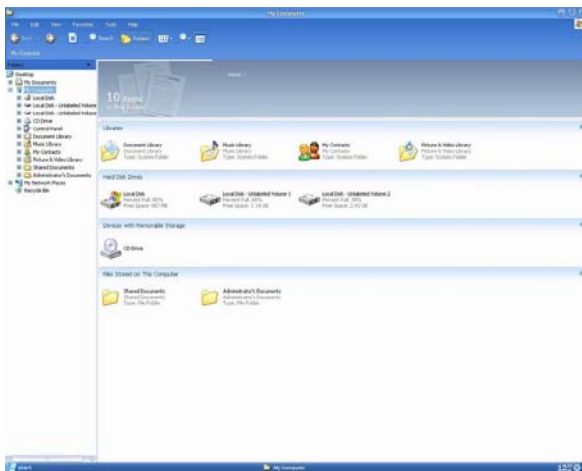 My Computer
File Edit View Favorites Tools Help
Back Search Folders
My Computer
Folders
Desktop
My Documents
My Computer
Local Disk
Local Disk - Unlabeled Volume
Local Disk - Unlabeled Volume
CD Drive
Control Panel
Document Library
Music Library
My Contacts
Picture & Video Library
Shared Documents
Administrator's Documents
My Network Places
Recycle Bin
10 items
in this folder
Libraries
Document Library
Document Library
Type: System Folder
Music Library
Music Library
Type: System Folder
My Contacts
My Contacts
Type: System Folder
Picture & Video Library
Picture & Video Library
Type: System Folder
Hard Disk Drives
Local Disk
Local Disk - Unlabeled Volume 1
Local Disk - Unlabeled Volume 2
Devices with Removable Storage
CD Drive
Files Stored on This Computer
Shared Documents
Shared Documents
Type: File Folder
Administrator's Documents
Administrator's Documents
Type: File Folder
start
My Computer